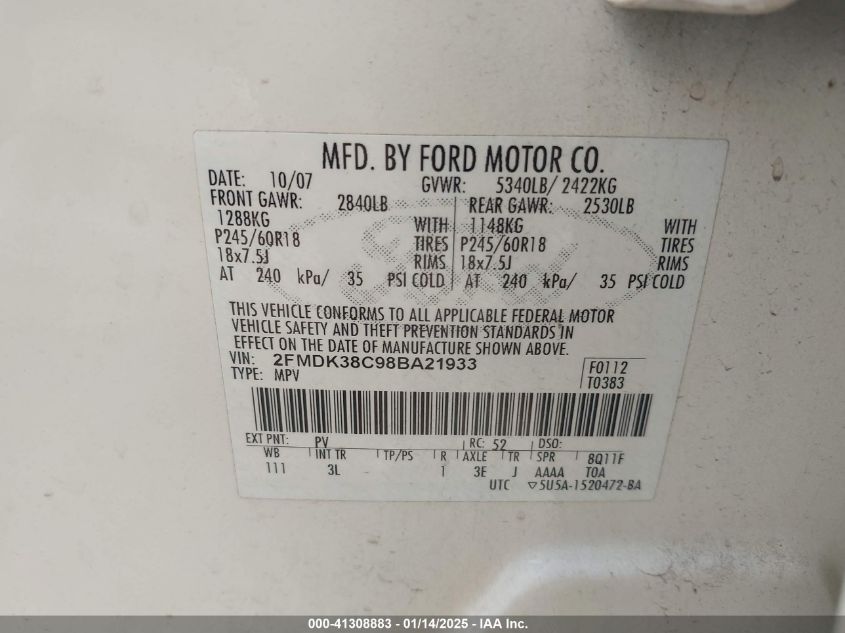 MFD. BY FORD MOTOR CO.
DATE: 10/07 GVWR: 5340LB/ 2422KG
FRONT GAWR: 2840LB REAR GAWR: 2530LB
1288KG WITH 1148KG WITH
P245/60R18 TIRES P245/60R18 TIRES
18x7.5J RIMS 18x7.5J RIMS
AT 240 kPa/ 35 PSI COLD AT 240 kPa/ 35 PSI COLD
THIS VEHICLE CONFORMS TO ALL APPLICABLE FEDERAL MOTOR
VEHICLE SAFETY AND THEFT PREVENTION STANDARDS IN
EFFECT ON THE DATE OF MANUFACTURE SHOWN ABOVE.
VIN: 2FMDK38C98BA21933 F0112
TYPE: MPV T0383
EXT PNT: PV RC: 52 DSO:
WB INT TR TP/PS R AXLE TR SPR 8Q11F
111 3L 1 3E J AAAA TOA
UTC ▽5U5A-1520472-BA
000-41308883 - 01/14/2025 - IAA Inc.